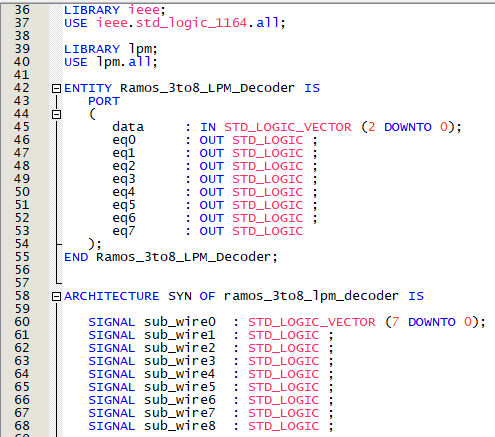 36 LIBRARY ieee;
37 USE ieee.std_logic_1164.all;
38
39 LIBRARY lpm;
40 USE lpm.all;
41
42 ENTITY Ramos_3to8_LPM_Decoder IS
43 PORT
44 (
45 data : IN STD_LOGIC_VECTOR (2 DOWNTO 0);
46 eq0 : OUT STD_LOGIC ;
47 eq1 : OUT STD_LOGIC ;
48 eq2 : OUT STD_LOGIC ;
49 eq3 : OUT STD_LOGIC ;
50 eq4 : OUT STD_LOGIC ;
51 eq5 : OUT STD_LOGIC ;
52 eq6 : OUT STD_LOGIC ;
53 eq7 : OUT STD_LOGIC
54 );
55 END Ramos_3to8_LPM_Decoder;
56
57
58 ARCHITECTURE SYN OF ramos_3to8_lpm_decoder IS
59
60 SIGNAL sub_wire0 : STD_LOGIC_VECTOR (7 DOWNTO 0);
61 SIGNAL sub_wire1 : STD_LOGIC ;
62 SIGNAL sub_wire2 : STD_LOGIC ;
63 SIGNAL sub_wire3 : STD_LOGIC ;
64 SIGNAL sub_wire4 : STD_LOGIC ;
65 SIGNAL sub_wire5 : STD_LOGIC ;
66 SIGNAL sub_wire6 : STD_LOGIC ;
67 SIGNAL sub_wire7 : STD_LOGIC ;
68 SIGNAL sub_wire8 : STD_LOGIC ;